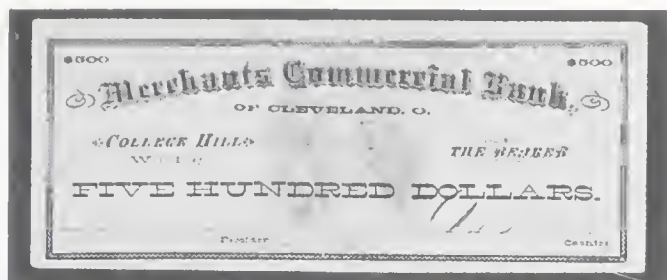 $500 $500
Merchants Commercial Bank,
OF CLEVELAND, O.
COLLEGE HILL THE BEARER
FIVE HUNDRED DOLLARS.
Cashier